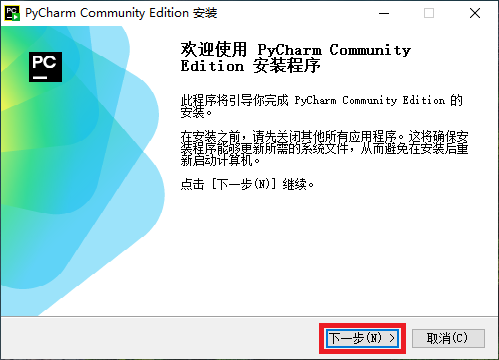 PC PyCharm Community Edition 安装
PC
欢迎使用 PyCharm Community
Edition 安装程序
此程序将引导你完成 PyCharm Community Edition 的
安装。
在安装之前，请先关闭其他所有应用程序。这将确保安
装程序能够更新所需的系统文件，从而避免在安装后重
新启动计算机。
点击 [下一步(N)] 继续。
下一步(N) >
取消(C)